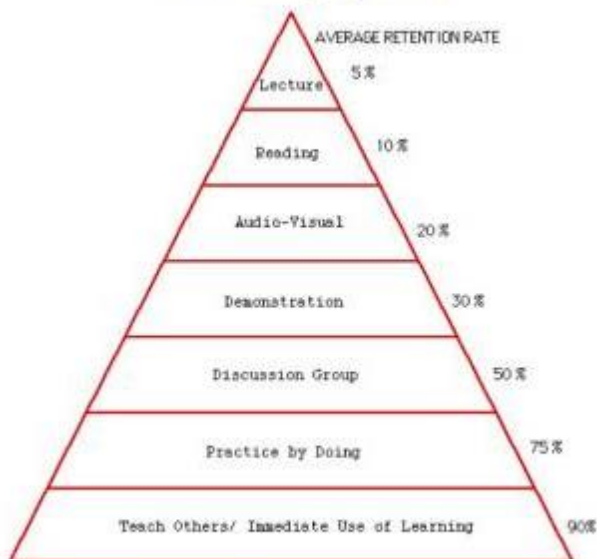 AVERAGE RETENTION RATE
Lecture 5%
Reading 10%
Audio-Visual 20%
Demonstration 30%
Discussion Group 50%
Practice by Doing 75%
Teach Others/ Immediate Use of Learning 90%